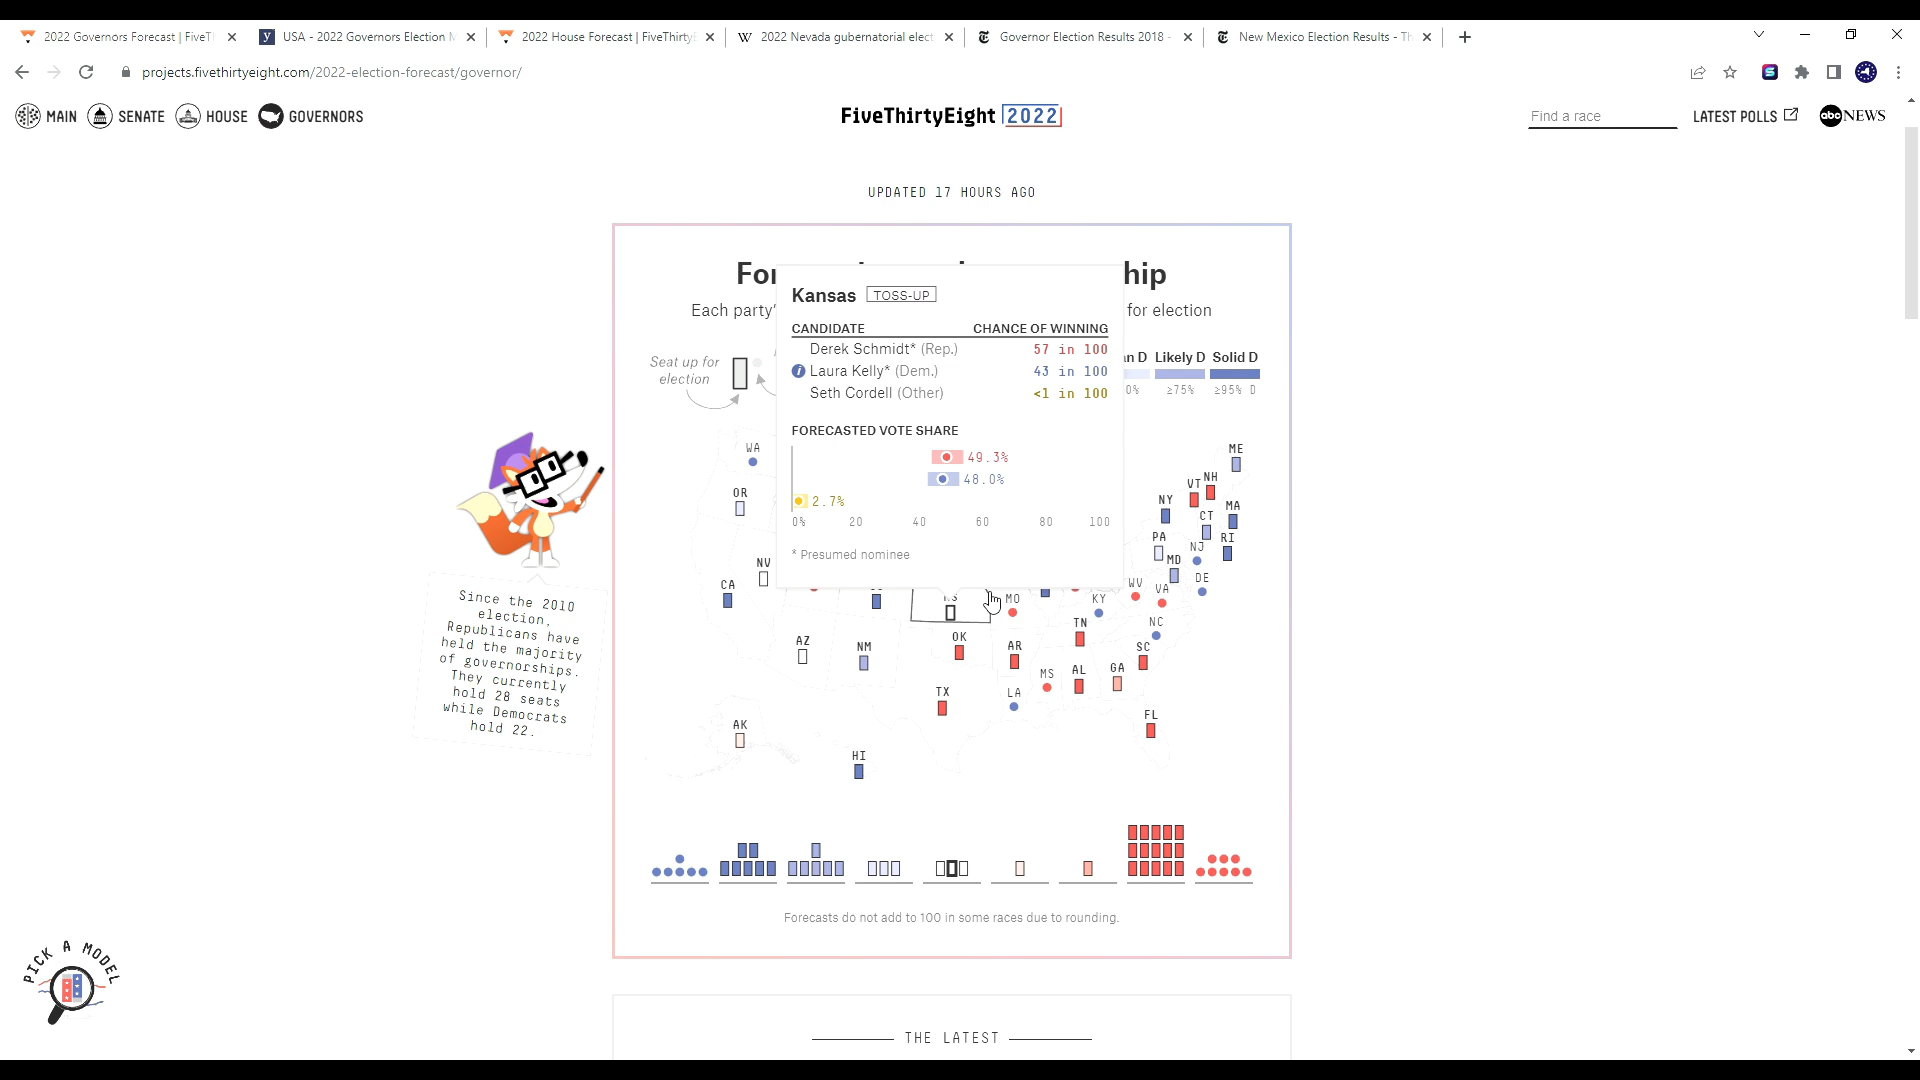 2022 Governors Forecast | FiveT
USA - 2022 Governors Election M
2022 House Forecast | FiveThirty
2022 Nevada gubernatorial elect
Governor Election Results 2018 -
New Mexico Election Results - Th
projects.fivethirtyeight.com/2022-election-forecast/governor/
MAIN
SENATE
HOUSE
GOVERNORS
FiveThirtyEight 2022
Find a race
LATEST POLLS
abc NEWS
UPDATED 17 HOURS AGO
For
hip
Each party'
for election
Seat up for
election
n D Likely D Solid D
0% ≥75% ≥95% D
Kansas TOSS-UP
CANDIDATE CHANCE OF WINNING
Derek Schmidt* (Rep.) 57 in 100
Laura Kelly* (Dem.) 43 in 100
Seth Cordell (Other) <1 in 100
FORECASTED VOTE SHARE
49.3%
48.0%
2.7%
0% 20 40 60 80 100
* Presumed nominee
WA
OR
NV
CA
AZ
NM
AK
HI
TX
OK
MO
AR
LA
MS
AL
TN
KY
GA
FL
SC
NC
VA
WV
MD
DE
NJ
PA
NY
CT
RI
MA
VT
NH
ME
Since the 2010
election,
Republicans have
held the majority
of governorships.
They currently
hold 28 seats
while Democrats
hold 22.
Forecasts do not add to 100 in some races due to rounding.
PICK A MODEL
THE LATEST